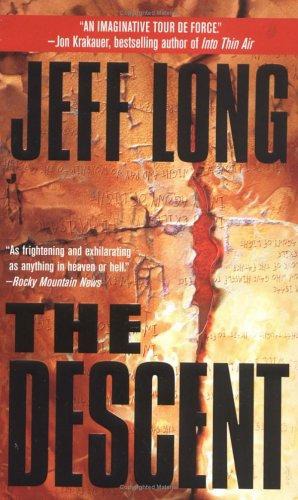 "AN IMAGINATIVE TOUR DE FORCE."
–Jon Krakauer, bestselling author of Into Thin Air
JEFF LONG
"As frightening and exhilarating
as anything in heaven or hell."
–Rocky Mountain News
THE
DESCENT